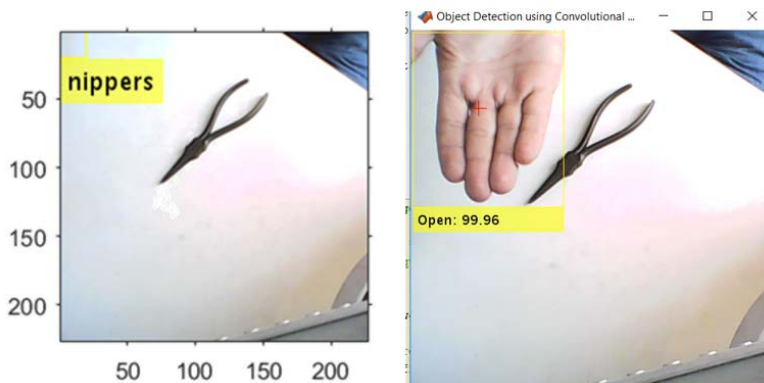 nippers
50
100
150
200
50 100 150 200
Object Detection using Convolutional ...
Open: 99.96